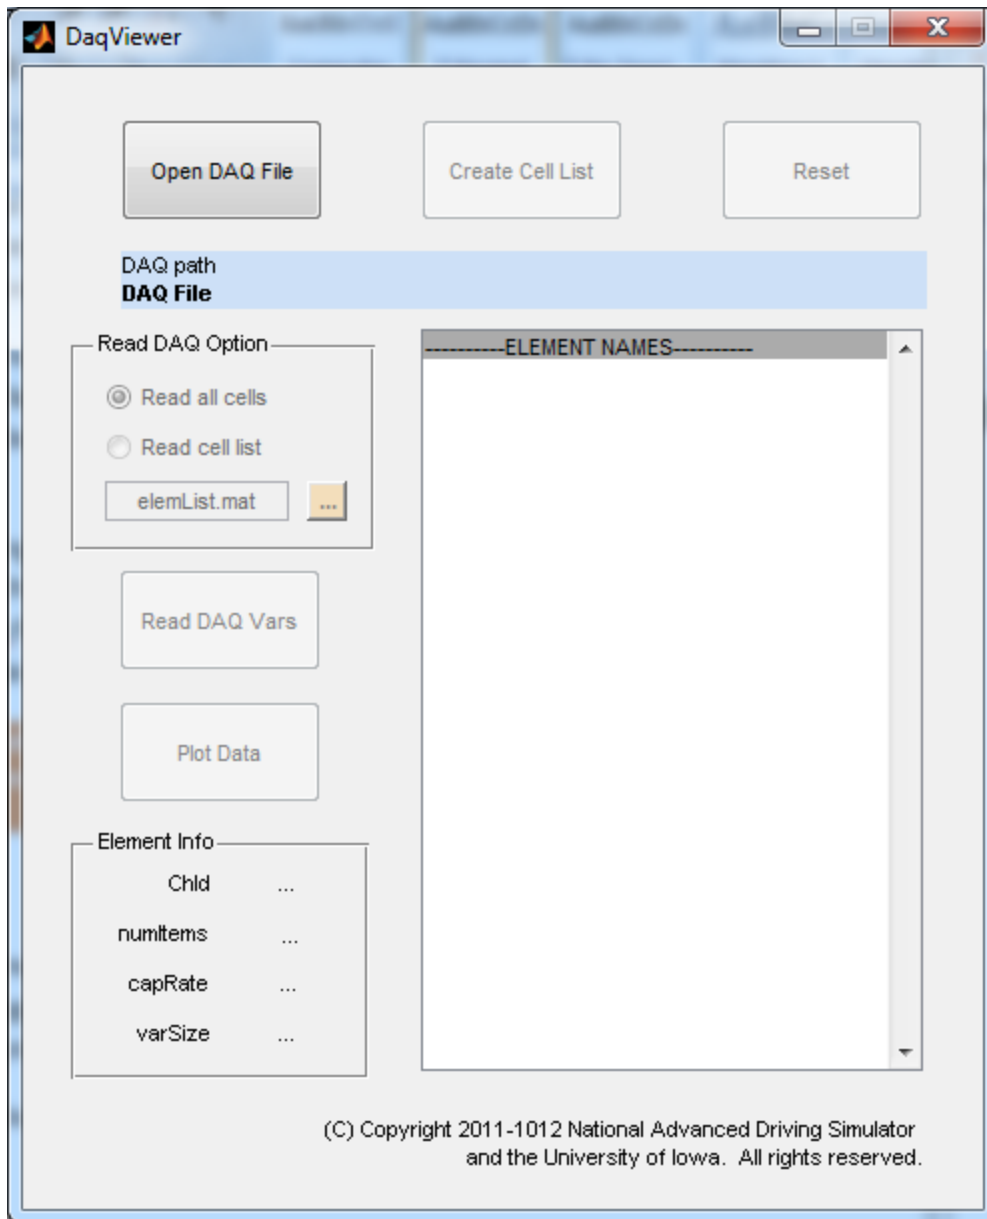 DaqViewer
Open DAQ File
Create Cell List
Reset
DAQ path
DAQ File
Read DAQ Option
Read all cells
Read cell list
elemList.mat
...
----------ELEMENT NAMES----------
Read DAQ Vars
Plot Data
Element Info
ChId ...
numItems ...
capRate ...
varSize ...
(C) Copyright 2011-1012 National Advanced Driving Simulator
and the University of Iowa.  All rights reserved.